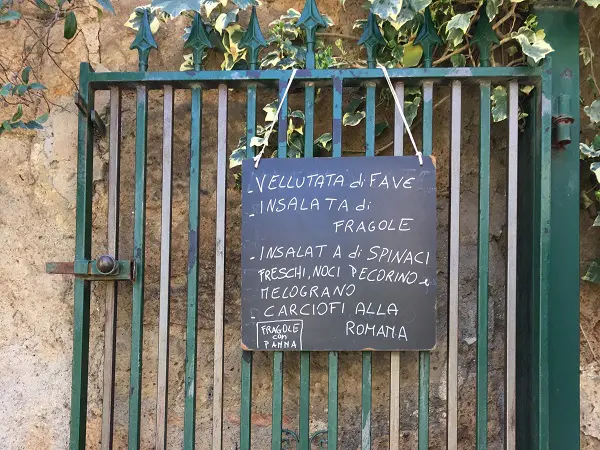 - VELLUTATA di FAVE
- INSALATA di
FRAGOLE
- INSALATA di SPINACI
FRESCHI, NOCI PECORINO e
MELOGRANO
- CARCIOFI ALLA
ROMANA
FRAGOLE
con
PANNA